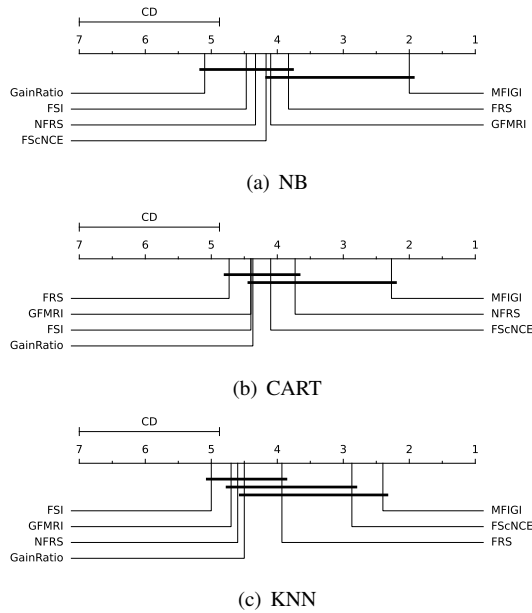 CD
7 6 5 4 3 2 1
GainRatio MFIGI
FSI FRS
NFRS GFMRI
FScNCE
(a) NB
CD
7 6 5 4 3 2 1
FRS MFIGI
GFMRI NFRS
FSI FScNCE
GainRatio
(b) CART
CD
7 6 5 4 3 2 1
FSI MFIGI
GFMRI FScNCE
NFRS FRS
GainRatio
(c) KNN